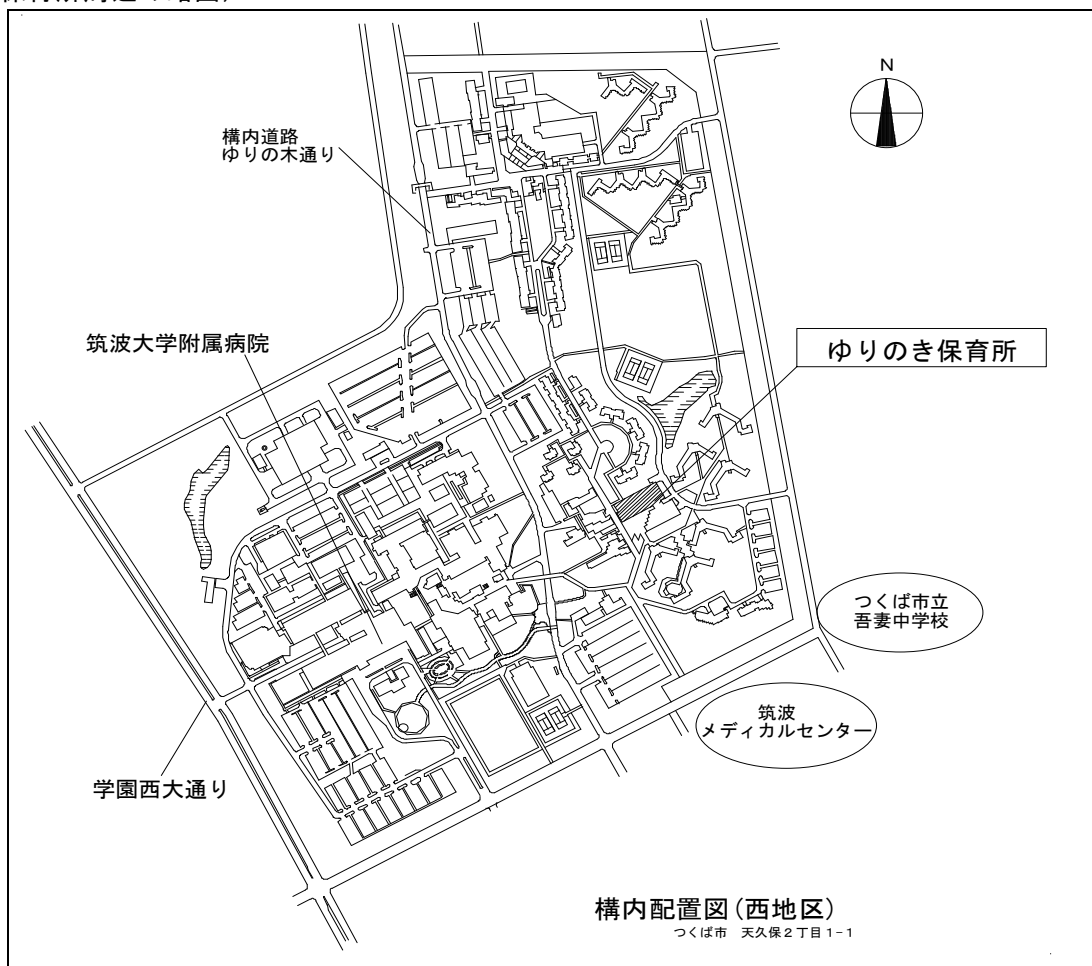 N
構内道路
ゆりの木通り
筑波大学附属病院
ゆりのき保育所
つくば市立
吾妻中学校
筑波
メディカルセンター
学園西大通り
構内配置図(西地区)
つくば市 天久保2丁目1-1